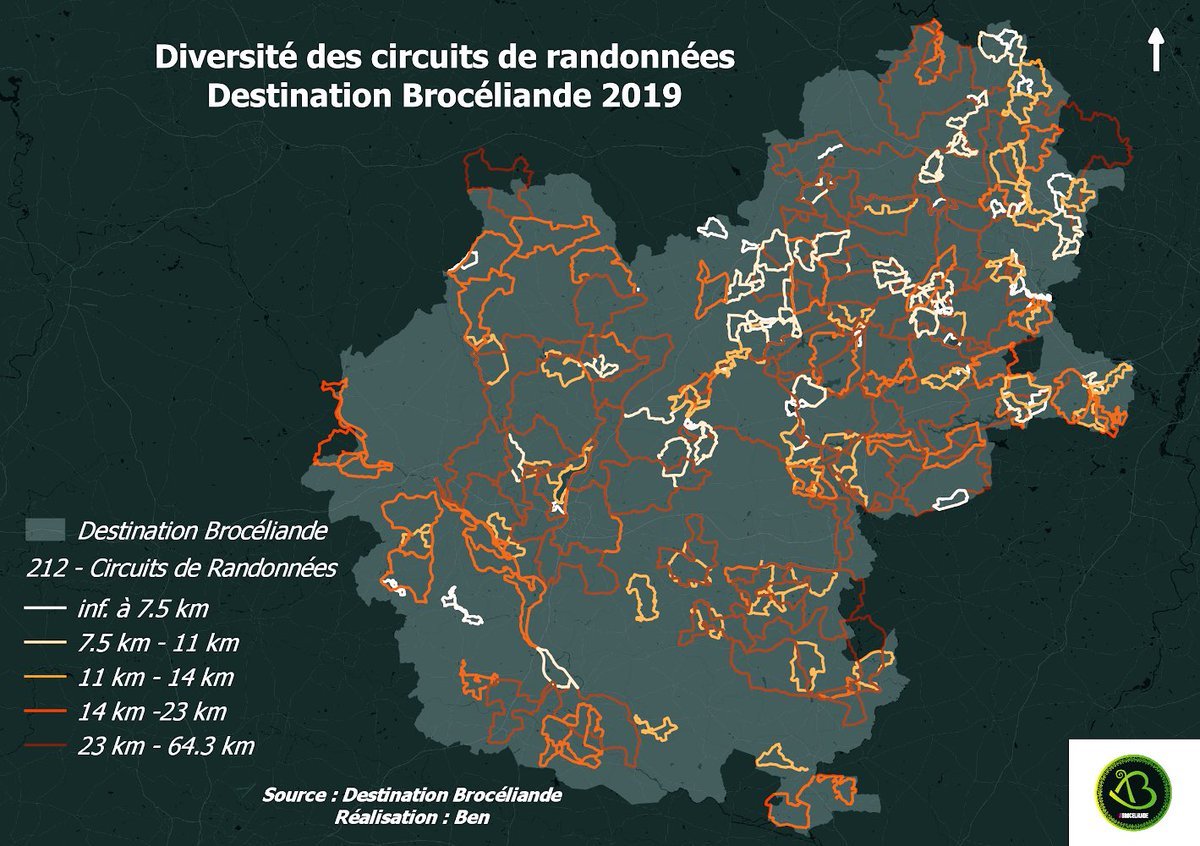 Diversité des circuits de randonnées
Destination Brocéliande 2019
Destination Brocéliande
212 - Circuits de Randonnées
inf. à 7.5 km
7.5 km - 11 km
11 km - 14 km
14 km -23 km
23 km - 64.3 km
Source : Destination Brocéliande
Réalisation : Ben
#BROCELIANDE